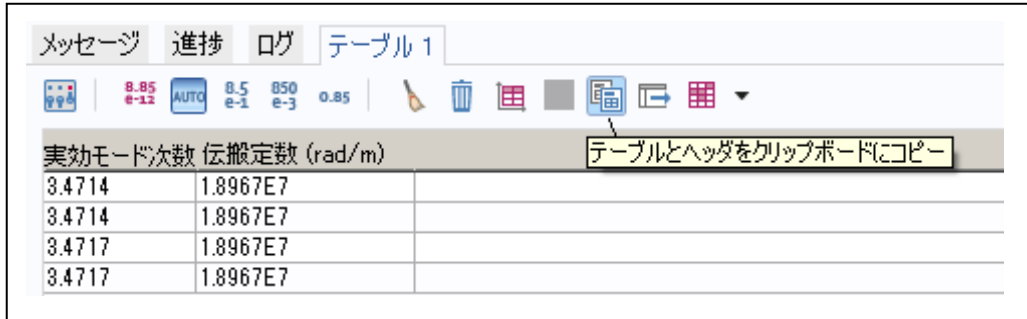 メッセージ 進捗 ログ テーブル 1
8.85 e-12 AUTO 8.5 e-1 850 e-3 0.85
実効モード次数 伝搬定数 (rad/m)
テーブルとヘッダをクリップボードにコピー
3.4714 1.8967E7
3.4714 1.8967E7
3.4717 1.8967E7
3.4717 1.8967E7